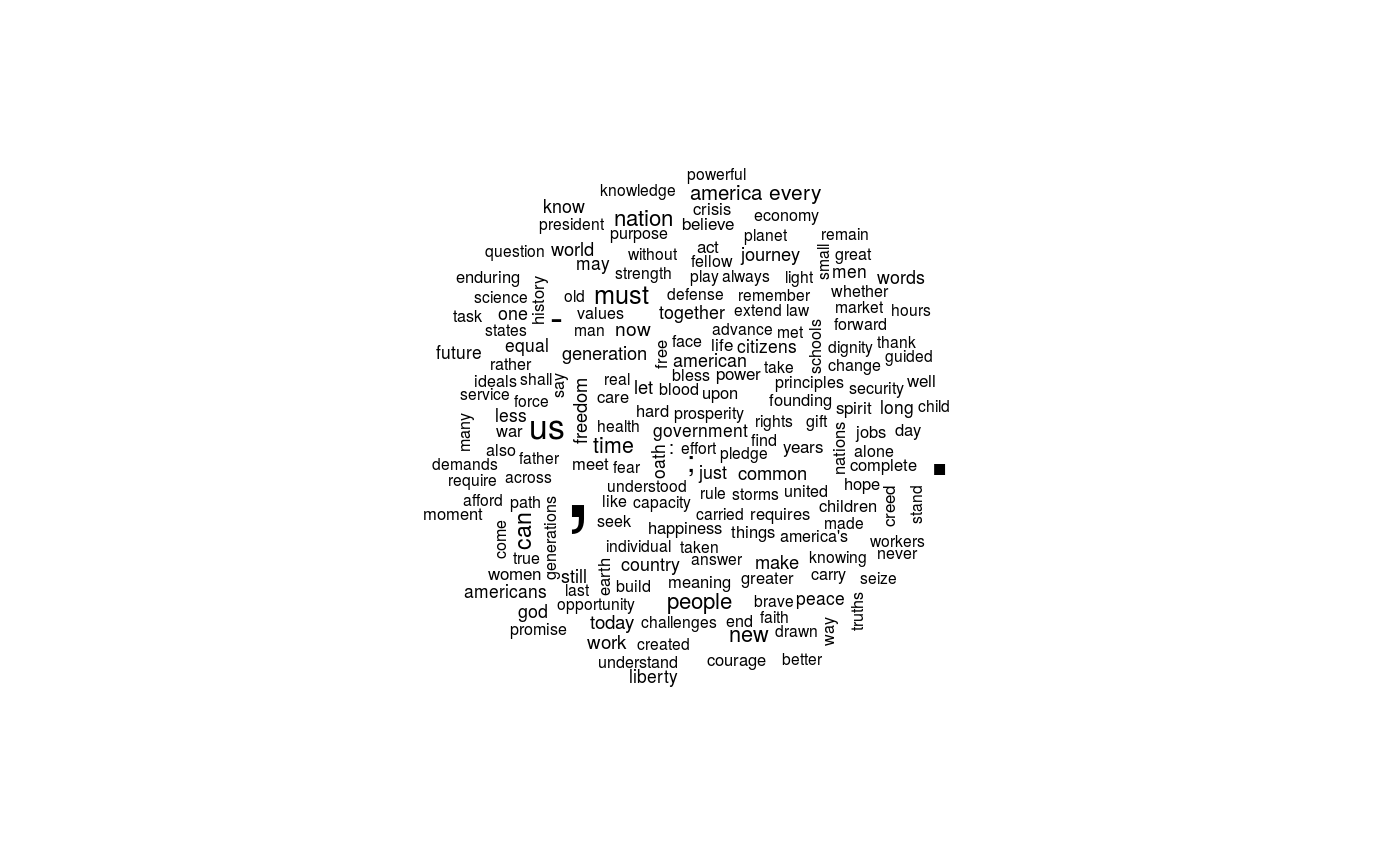 powerful
knowledge america every
know crisis
president nation believe economy
purpose planet remain
question world without act journey small great
may fellow
enduring strength play always light men words
science history old must defense remember whether
task one - values together extend law market hours
states man now advance met schools forward
future equal generation free face life citizens dignity thank
rather american take change guided
ideals shall say real let bless power principles security well
service force freedom care blood upon founding
less hard prosperity spirit long child
many war us health government rights gift nations jobs day
also time oath : effort find years alone
demands father meet fear ; pledge complete .
require across just common
afford path understood capacity rule storms united hope creed stand
moment can generations , like carried requires children
come seek happiness things america's made
true individual taken answer knowing workers
women still earth country make never
americans last build meaning greater carry seize
god opportunity people brave peace truths
promise today challenges end faith
work created new drawn way
understand courage better
liberty